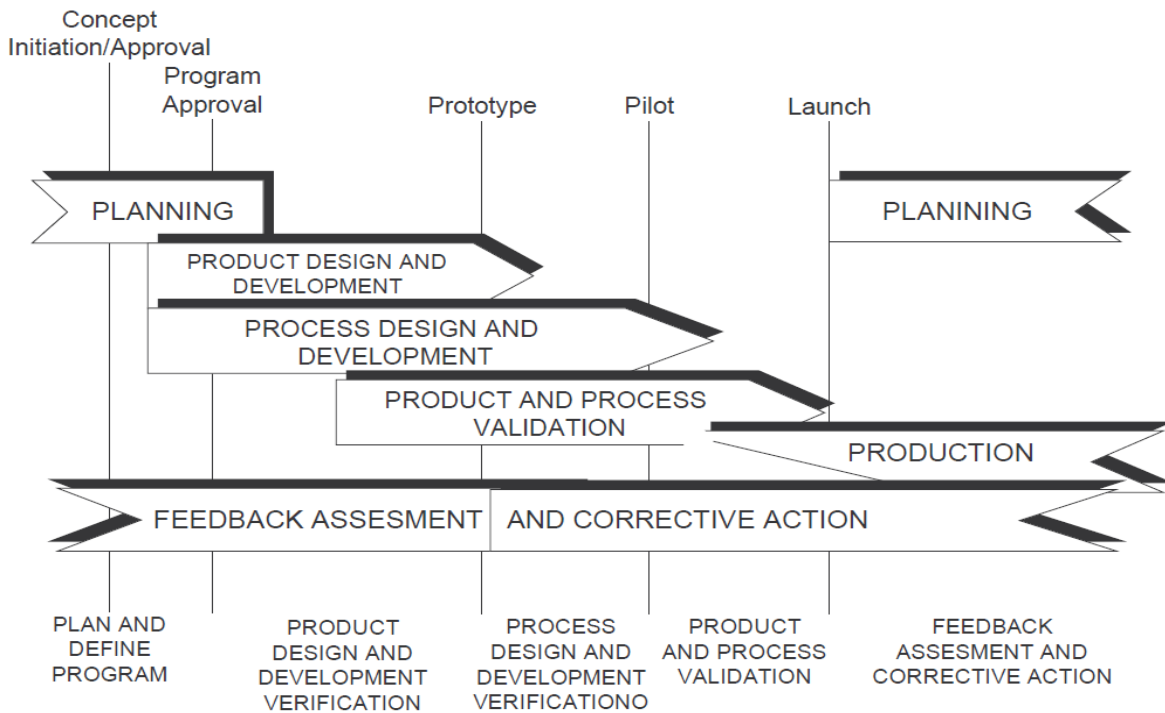 Concept
Initiation/Approval
Program
Approval
Prototype
Pilot
Launch
PLANNING
PLANINING
PRODUCT DESIGN AND
DEVELOPMENT
PROCESS DESIGN AND
DEVELOPMENT
PRODUCT AND PROCESS
VALIDATION
PRODUCTION
FEEDBACK ASSESMENT AND CORRECTIVE ACTION
PLAN AND
DEFINE
PROGRAM
PRODUCT
DESIGN AND
DEVELOPMENT
VERIFICATION
PROCESS
DESIGN AND
DEVELOPMENT
VERIFICATIONO
PRODUCT
AND PROCESS
VALIDATION
FEEDBACK
ASSESMENT AND
CORRECTIVE ACTION